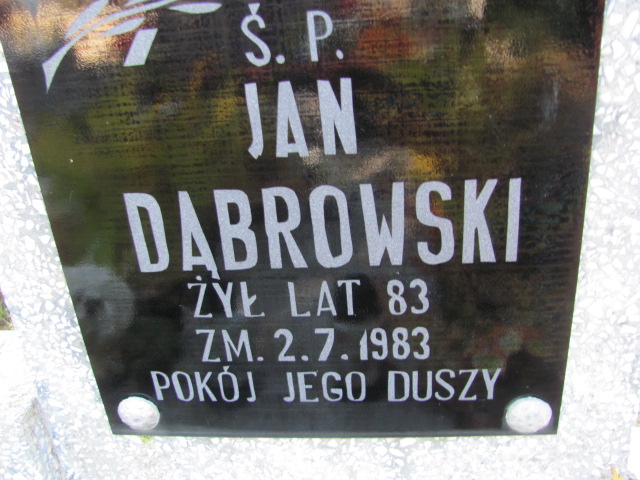 Ś. P.
JAN
DĄBROWSKI
ŻYŁ LAT 83
ZM. 2.7.1983
POKÓJ JEGO DUSZY